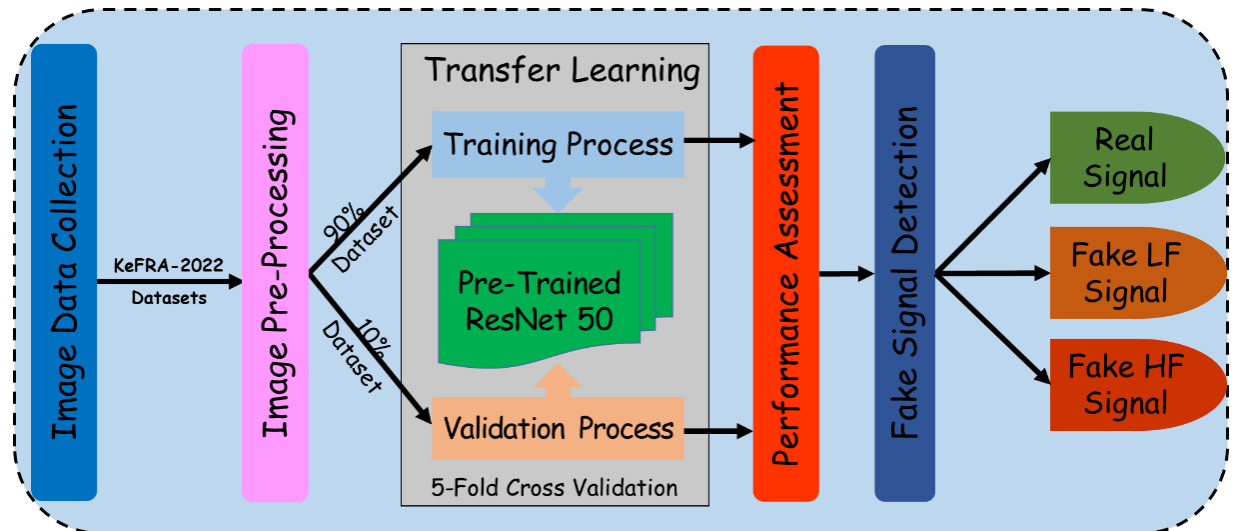 Image Data Collection
KeFRA-2022
Datasets
Image Pre-Processing
90%
Dataset
10%
Dataset
Transfer Learning
Training Process
Pre-Trained
ResNet 50
Validation Process
5-Fold Cross Validation
Performance Assessment
Fake Signal Detection
Real
Signal
Fake LF
Signal
Fake HF
Signal